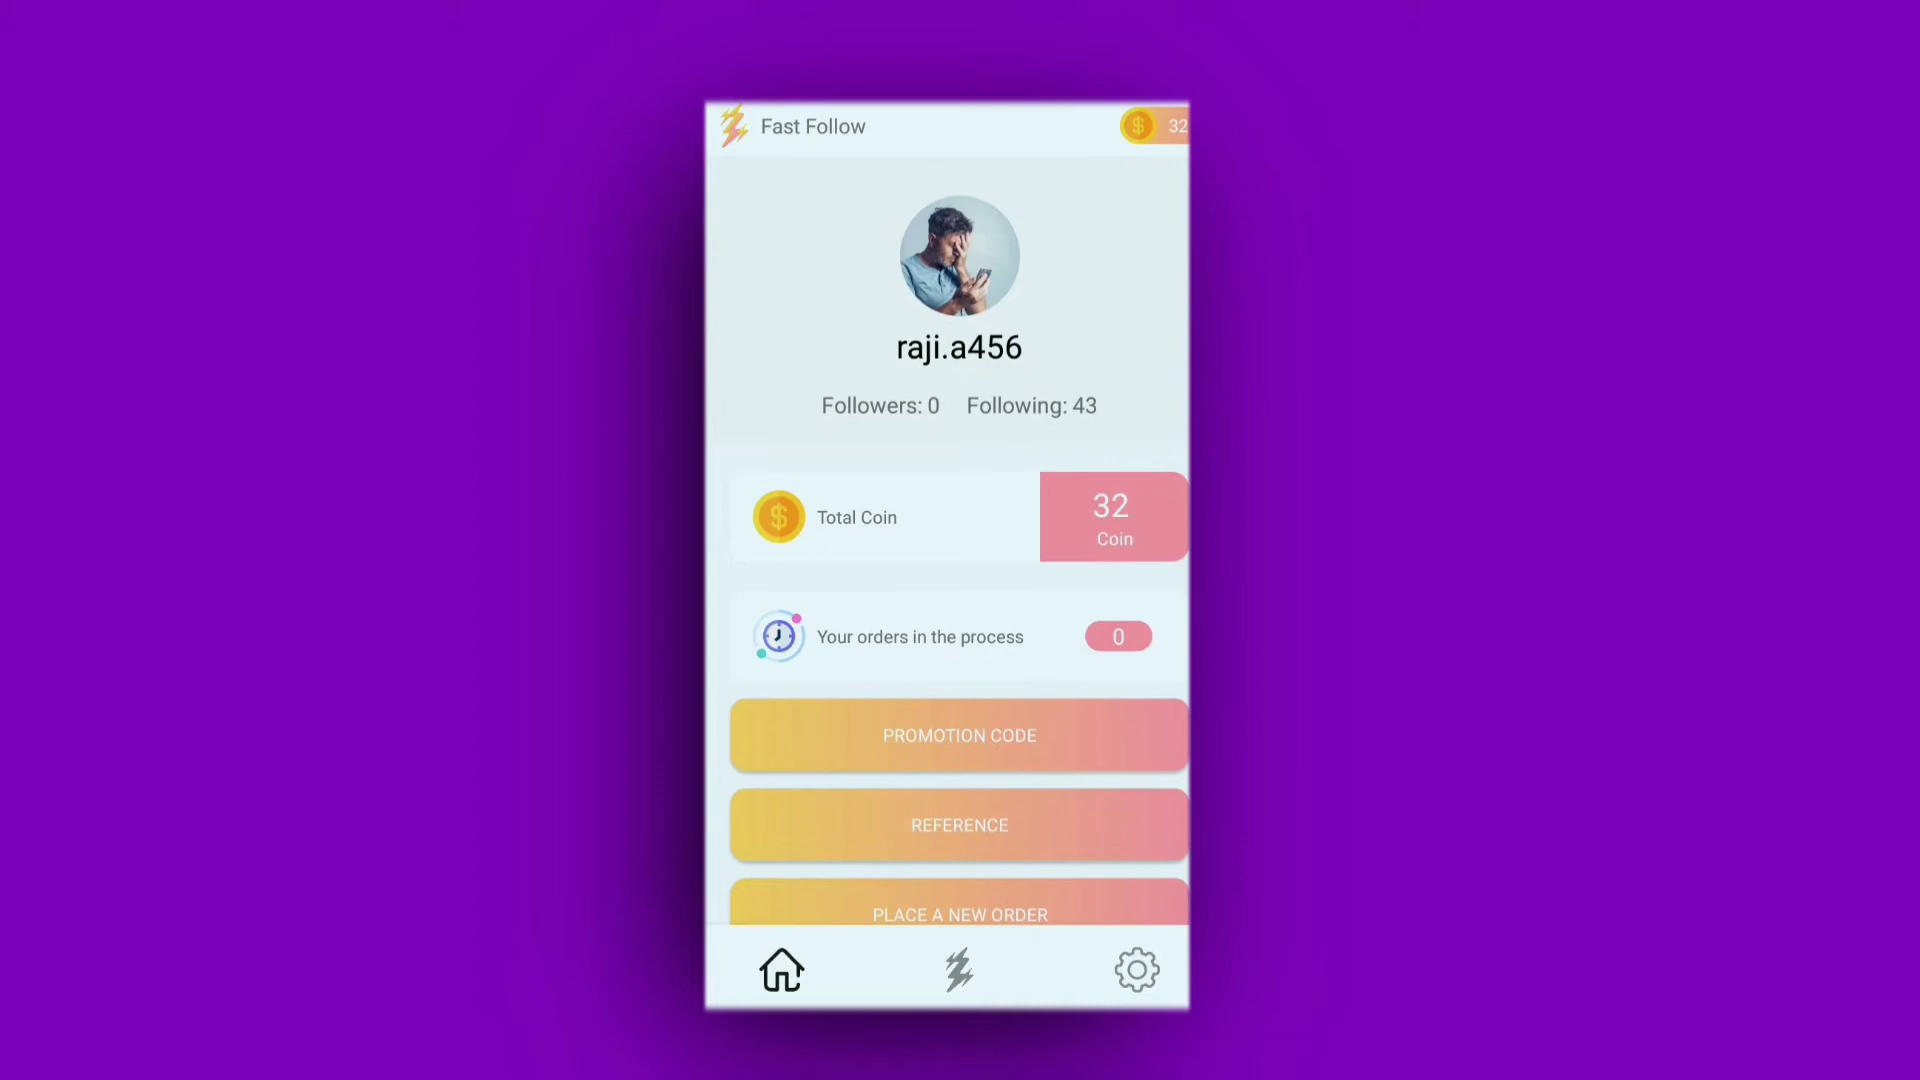 Fast Follow
32
raji.a456
Followers: 0 Following: 43
Total Coin
32
Coin
Your orders in the process
0
PROMOTION CODE
REFERENCE
PLACE A NEW ORDER